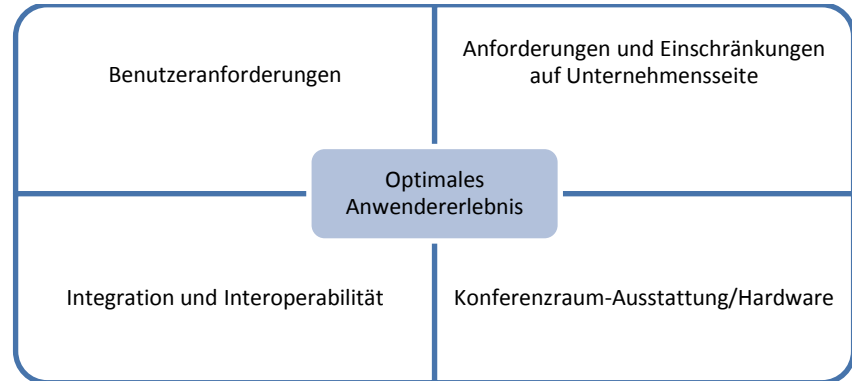 Benutzeranforderungen
Anforderungen und Einschränkungen
auf Unternehmensseite
Optimales
Anwendererlebnis
Integration und Interoperabilität
Konferenzraum-Ausstattung/Hardware